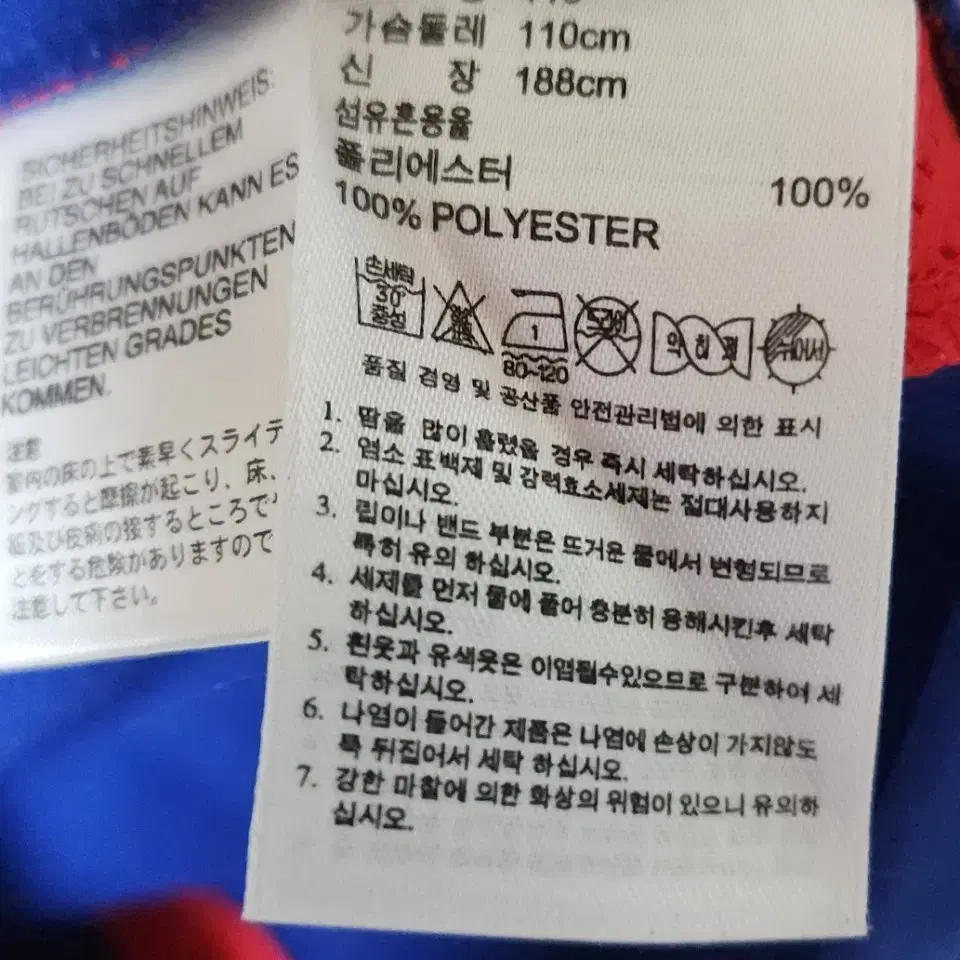 SICHERHEITSHINWEIS:
BEI ZU SCHNELLEM
RUTSCHEN AUF
HALLENBÖDEN KANN ES
AN DEN
BERÜHRUNGSPUNKTEN
ZU VERBRENNUNGEN
LEICHTEN GRADES
KOMMEN.
注意
室内の床の上で素早くスライデ
ングすると摩擦が起こり、床、
紙及び皮膚の接するところで
とをする危険がありますので
注意して下さい。
가슴둘레 110cm
신 장 188cm
섬유혼용율
폴리에스터 100%
100% POLYESTER
손세탁
30°
중성
1
80~120
드라이
약하게
뉘어서
품질 경영 및 공산품 안전관리법에 의한 표시
1. 땀을 많이 흘렸을 경우 즉시 세탁하십시오.
2. 염소 표백제 및 강력효소세제는 절대사용하지
마십시오.
3. 립이나 밴드 부분은 뜨거운 물에서 변형되므로
특히 유의 하십시오.
4. 세제를 먼저 물에 풀어 충분히 용해시킨후 세탁
하십시오.
5. 흰옷과 유색옷은 이염될수있으므로 구분하여 세
탁하십시오.
6. 나염이 들어간 제품은 나염에 손상이 가지않도
록 뒤집어서 세탁 하십시오.
7. 강한 마찰에 의한 화상의 위험이 있으니 유의하
십시오.